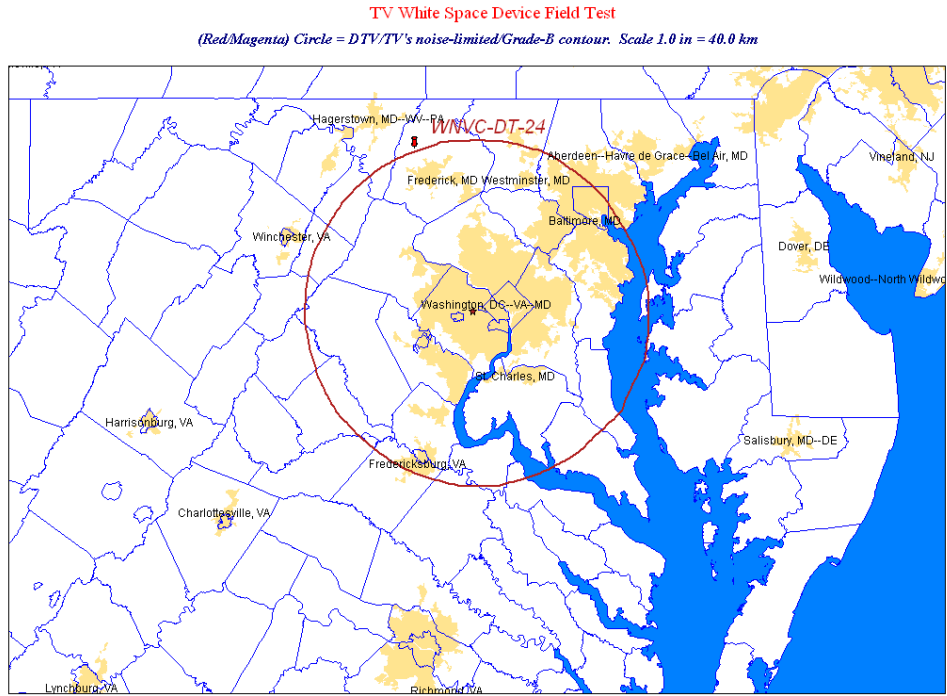 TV White Space Device Field Test
(Red/Magenta) Circle = DTV/TV's noise-limited/Grade-B contour. Scale 1.0 in = 40.0 km
Hagerstown, MD--WV--PA
WNVC-DT-24
Aberdeen--Havre de Grace--Bel Air, MD
Vineland, NJ
Frederick, MD
Westminster, MD
Baltimore, MD
Winchester, VA
Dover, DE
Wildwood--North Wildwo
Washington, DC--VA--MD
St. Charles, MD
Harrisonburg, VA
Salisbury, MD--DE
Fredericksburg, VA
Charlottesville, VA
Lynchburg, VA
Richmond, VA